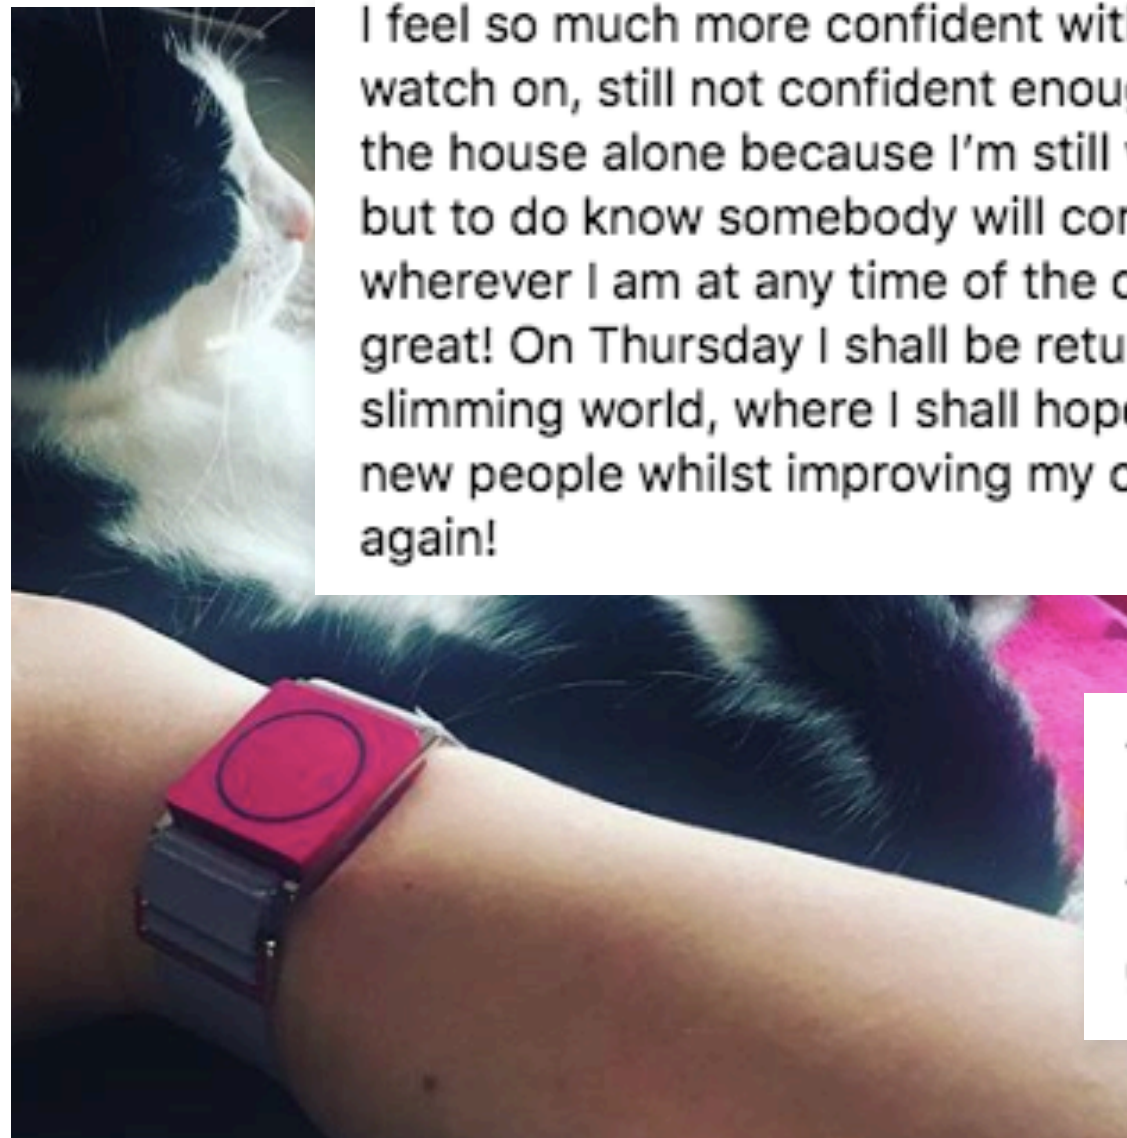 I feel so much more confident
watch on, still not confident
the house alone because I'm still
but to do know somebody will
wherever I am at any time of the
great! On Thursday I shall be
slimming world, where I shall
new people whilst improving my
again!